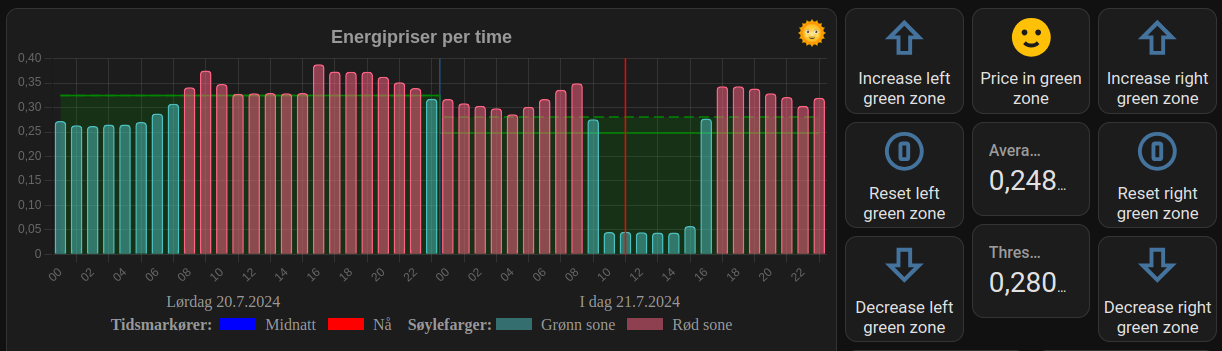 Energipriser per time
0,40
0,35
0,30
0,25
0,20
0,15
0,10
0,05
0
00 02 04 06 08 10 12 14 16 18 20 22 00 02 04 06 08 10 12 14 16 18 20 22
Lørdag 20.7.2024 I dag 21.7.2024
Tidsmarkører: Midnatt Nå Søylefarger: Grønn sone Rød sone
Increase left
green zone
Price in green
zone
Increase right
green zone
Reset left
green zone
Avera…
0,248...
Reset right
green zone
Decrease left
green zone
Thres…
0,280...
Decrease right
green zone